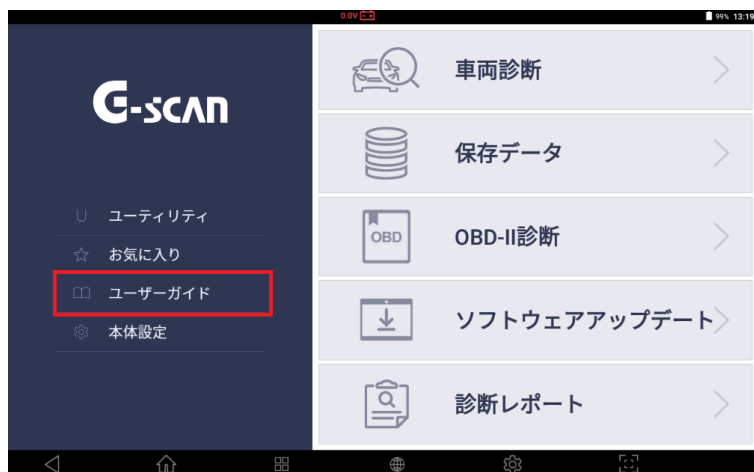 0.0V
99% 13:19
G-scan
ユーティリティ
お気に入り
ユーザーガイド
本体設定
車両診断
保存データ
OBD
OBD-II診断
ソフトウェアアップデート
診断レポート